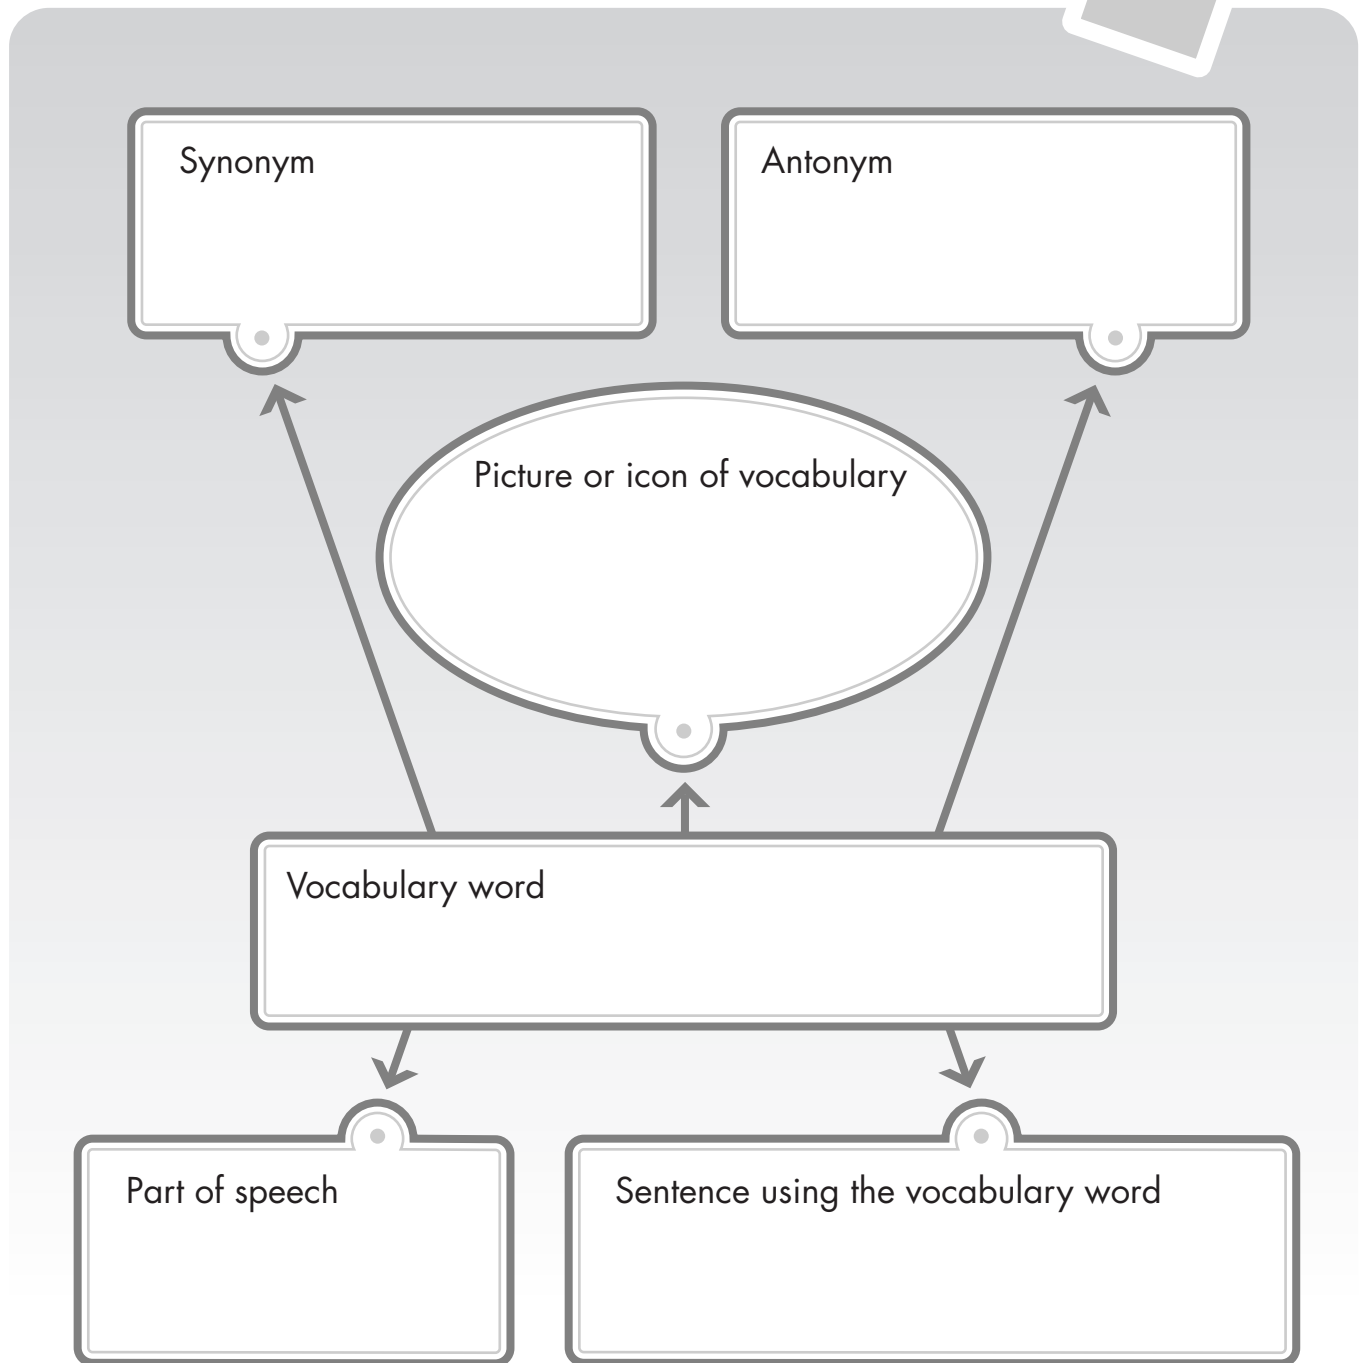 Synonym
Antonym
Picture or icon of vocabulary
Vocabulary word
Part of speech
Sentence using the vocabulary word